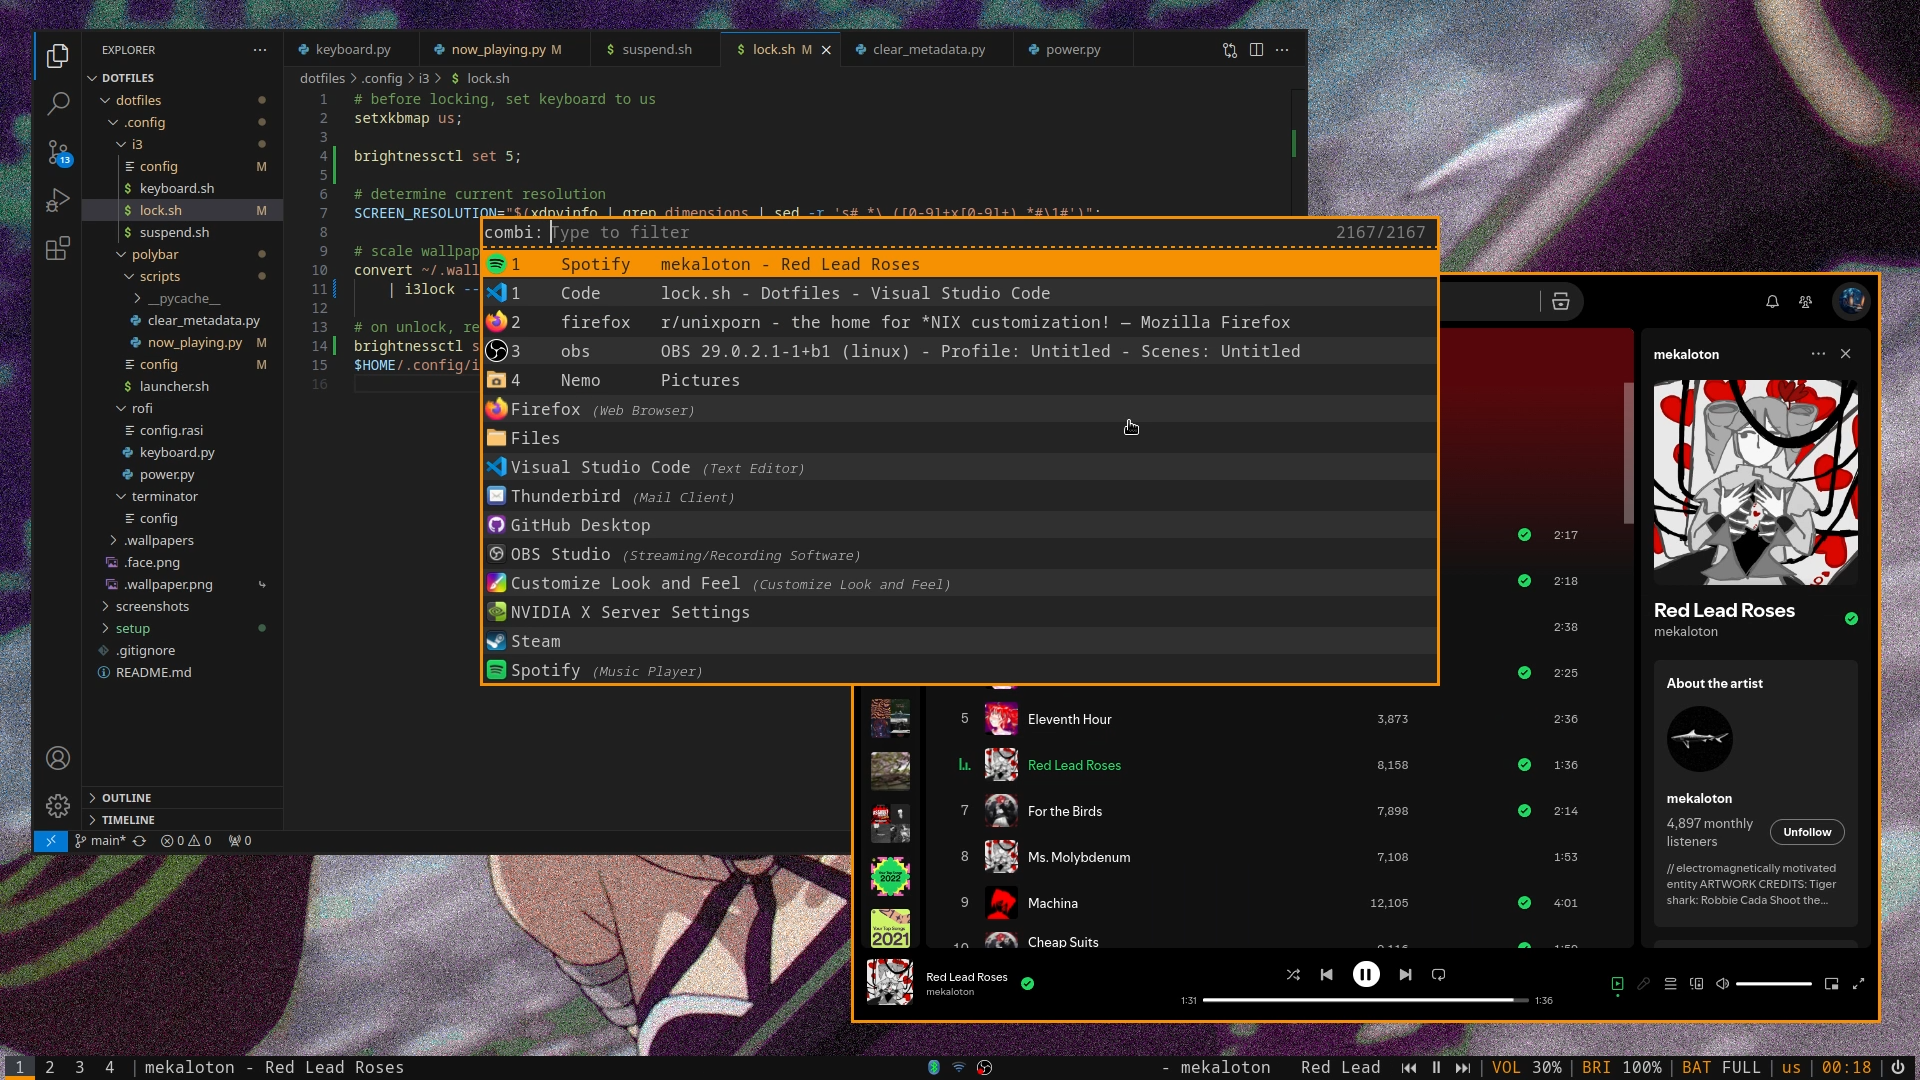 EXPLORER
DOTFILES
dotfiles
.config
i3
config M
keyboard.sh
lock.sh M
suspend.sh
polybar
scripts
__pycache__
clear_metadata.py
now_playing.py M
config M
launcher.sh
rofi
config.rasi
keyboard.py
power.py
terminator
config
.wallpapers
.face.png
.wallpaper.png
screenshots
setup
.gitignore
README.md
OUTLINE
TIMELINE
13
main* 0 0 0
keyboard.py now_playing.py M suspend.sh lock.sh M clear_metadata.py power.py
dotfiles > .config > i3 > $ lock.sh
1 # before locking, set keyboard to us
2 setxkbmap us;
3
4 brightnessctl set 5;
5
6 # determine current resolution
7 SCREEN_RESOLUTION="$(xdpyinfo | grep dimensions | sed -r 's#
8
9 # scale wallpap
10 convert ~/.wall
11 | i3lock --
12
13 # on unlock, re
14 brightnessctl s
15 $HOME/.config/i
16
combi: Type to filter 2167/2167
1 Spotify mekaloton - Red Lead Roses
1 Code lock.sh - Dotfiles - Visual Studio Code
2 firefox r/unixporn - the home for *NIX customization! — Mozilla Firefox
3 obs OBS 29.0.2.1-1+b1 (linux) - Profile: Untitled - Scenes: Untitled
4 Nemo Pictures
Firefox (Web Browser)
Files
Visual Studio Code (Text Editor)
Thunderbird (Mail Client)
GitHub Desktop
OBS Studio (Streaming/Recording Software)
Customize Look and Feel (Customize Look and Feel)
NVIDIA X Server Settings
Steam
Spotify (Music Player)
2:17
2:18
2:38
2:25
5 Eleventh Hour 3,873 2:36
Red Lead Roses 8,158 1:36
7 For the Birds 7,898 2:14
8 Ms. Molybdenum 7,108 1:53
9 Machina 12,105 4:01
Cheap Suits
Your Top Songs 2022
Your Top Songs 2021
mekaloton
Red Lead Roses
mekaloton
About the artist
mekaloton
4,897 monthly listeners
Unfollow
// electromagnetically motivated
entity ARTWORK CREDITS: Tiger
shark: Robbie Cada Shoot the...
Red Lead Roses
mekaloton
1:31 1:36
1 2 3 4 | mekaloton - Red Lead Roses
- mekaloton Red Lead | VOL 30% | BRI 100% | BAT FULL | us | 00:18 |